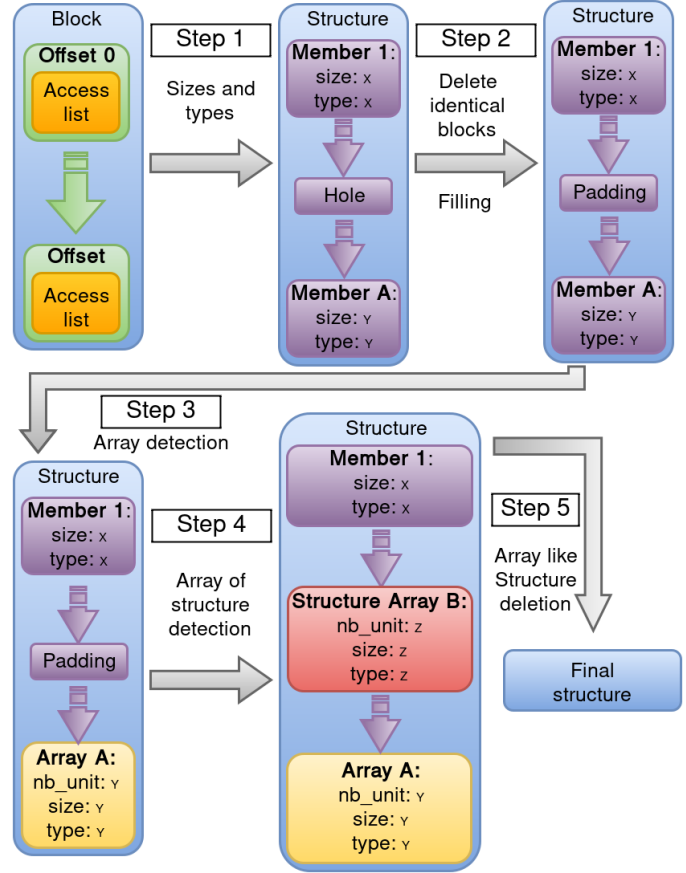 Block
Offset 0
Access
list
Offset
Access
list
Step 1
Sizes and
types
Structure
Member 1:
size: X
type: X
Hole
Member A:
size: Y
type: Y
Step 2
Delete
identical
blocks
Filling
Structure
Member 1:
size: X
type: X
Padding
Member A:
size: Y
type: Y
Step 3
Array detection
Structure
Member 1:
size: X
type: X
Padding
Array A:
nb_unit: Y
size: Y
type: Y
Step 4
Array of
structure
detection
Structure
Member 1:
size: X
type: X
Structure Array B:
nb_unit: Z
size: Z
type: Z
Array A:
nb_unit: Y
size: Y
type: Y
Step 5
Array like
Structure
deletion
Final
structure